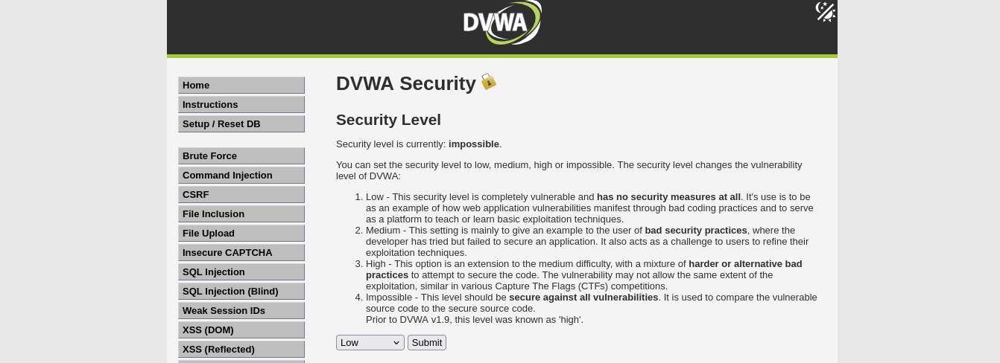 DVWA
Home
Instructions
Setup / Reset DB
Brute Force
Command Injection
CSRF
File Inclusion
File Upload
Insecure CAPTCHA
SQL Injection
SQL Injection (Blind)
Weak Session IDs
XSS (DOM)
XSS (Reflected)
DVWA Security
Security Level
Security level is currently: impossible.
You can set the security level to low, medium, high or impossible. The security level changes the vulnerability
level of DVWA:
1. Low - This security level is completely vulnerable and has no security measures at all. It's use is to be
as an example of how web application vulnerabilities manifest through bad coding practices and to serve
as a platform to teach or learn basic exploitation techniques.
2. Medium - This setting is mainly to give an example to the user of bad security practices, where the
developer has tried but failed to secure an application. It also acts as a challenge to users to refine their
exploitation techniques.
3. High - This option is an extension to the medium difficulty, with a mixture of harder or alternative bad
practices to attempt to secure the code. The vulnerability may not allow the same extent of the
exploitation, similar in various Capture The Flags (CTFs) competitions.
4. Impossible - This level should be secure against all vulnerabilities. It is used to compare the vulnerable
source code to the secure source code.
Prior to DVWA v1.9, this level was known as 'high'.
Low
Submit